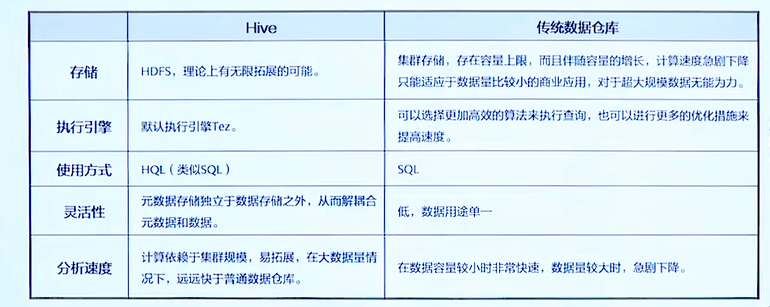 Hive
传统数据仓库
存储
HDFS，理论上有无限拓展的可能。
集群存储，存在容量上限，而且伴随容量的增长，计算速度急剧下降
只能适应于数据量比较小的商业应用，对于超大规模数据无能为力。
执行引擎
默认执行引擎Tez。
可以选择更加高效的算法来执行查询，也可以进行更多的优化措施来
提高速度。
使用方式
HQL（类似SQL）
SQL
灵活性
元数据存储独立于数据存储之外，从而解耦合
元数据和数据。
低，数据用途单一
分析速度
计算依赖于集群规模，易拓展，在大数据量情
况下，远远快于普通数据仓库。
在数据容量较小时非常快速，数据量较大时，急剧下降。